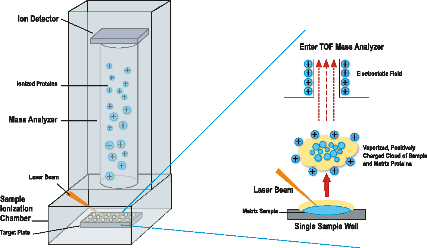 Ion Detector
Ionized Proteins
Mass Analyzer
Laser Beam
Sample
Ionization
Chamber
Target Plate
Enter TOF Mass Analyzer
Electrostatic Field
Vaporized, Positively
Charged Cloud of Sample
and Matrix Proteins
Laser Beam
Matrix Sample
Single Sample Well